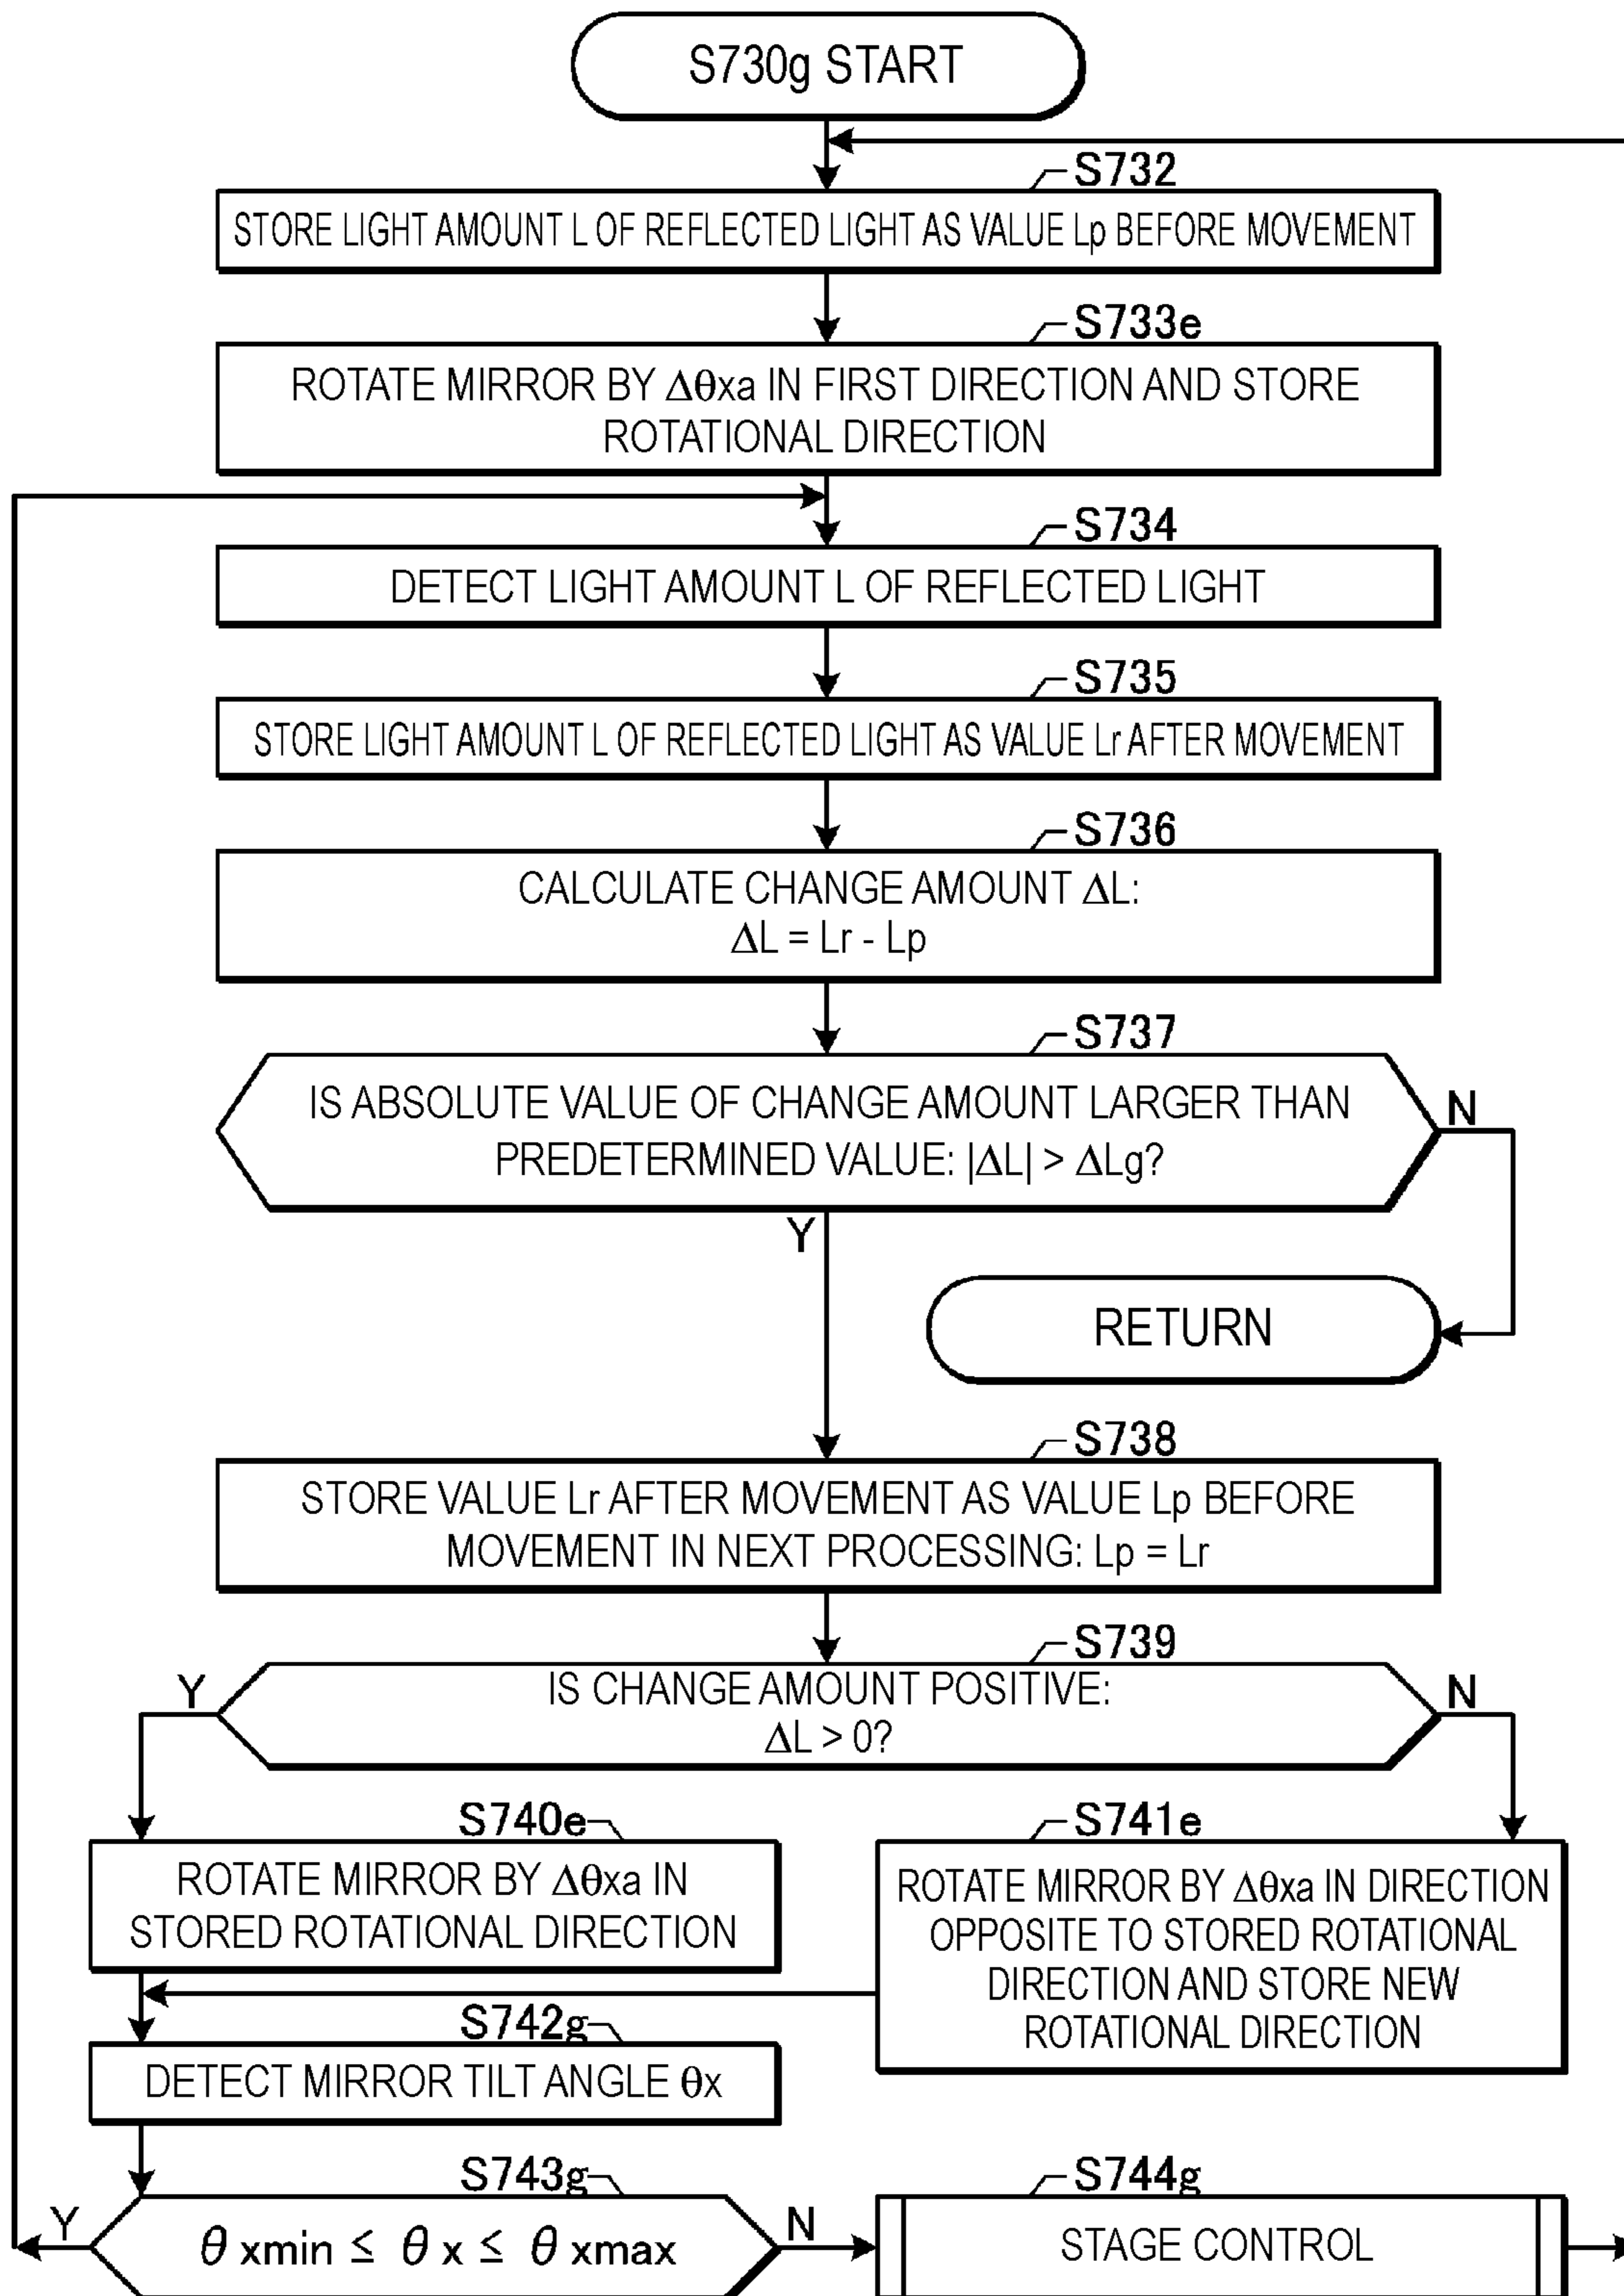 S730g START
S732
STORE LIGHT AMOUNT L OF REFLECTED LIGHT AS VALUE Lp BEFORE MOVEMENT
S733e
ROTATE MIRROR BY Δθxa IN FIRST DIRECTION AND STORE
ROTATIONAL DIRECTION
S734
DETECT LIGHT AMOUNT L OF REFLECTED LIGHT
S735
STORE LIGHT AMOUNT L OF REFLECTED LIGHT AS VALUE Lr AFTER MOVEMENT
S736
CALCULATE CHANGE AMOUNT ΔL:
ΔL = Lr - Lp
S737
IS ABSOLUTE VALUE OF CHANGE AMOUNT LARGER THAN
PREDETERMINED VALUE: |ΔL| > ΔLg?
N
Y
RETURN
S738
STORE VALUE Lr AFTER MOVEMENT AS VALUE Lp BEFORE
MOVEMENT IN NEXT PROCESSING: Lp = Lr
S739
IS CHANGE AMOUNT POSITIVE:
ΔL > 0?
Y
N
S740e
ROTATE MIRROR BY Δθxa IN
STORED ROTATIONAL DIRECTION
S741e
ROTATE MIRROR BY Δθxa IN DIRECTION
OPPOSITE TO STORED ROTATIONAL
DIRECTION AND STORE NEW
ROTATIONAL DIRECTION
S742g
DETECT MIRROR TILT ANGLE θx
S743g
θ xmin ≤ θ x ≤ θ xmax
Y
N
S744g
STAGE CONTROL